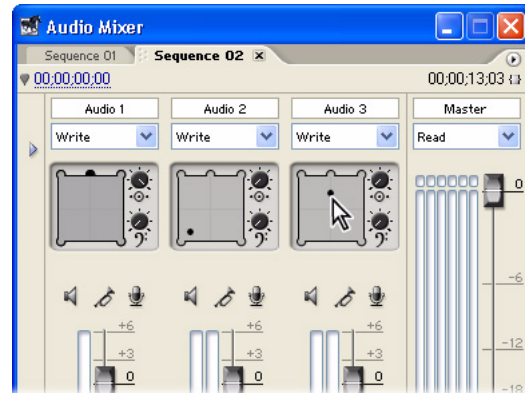 Audio Mixer
Sequence 01 Sequence 02
00;00;00;00 00;00;13;03
Audio 1 Audio 2 Audio 3 Master
Write Write Write Read
0
-6
+6 +6 +6
+3 +3 +3 -12
0 0 0
-18